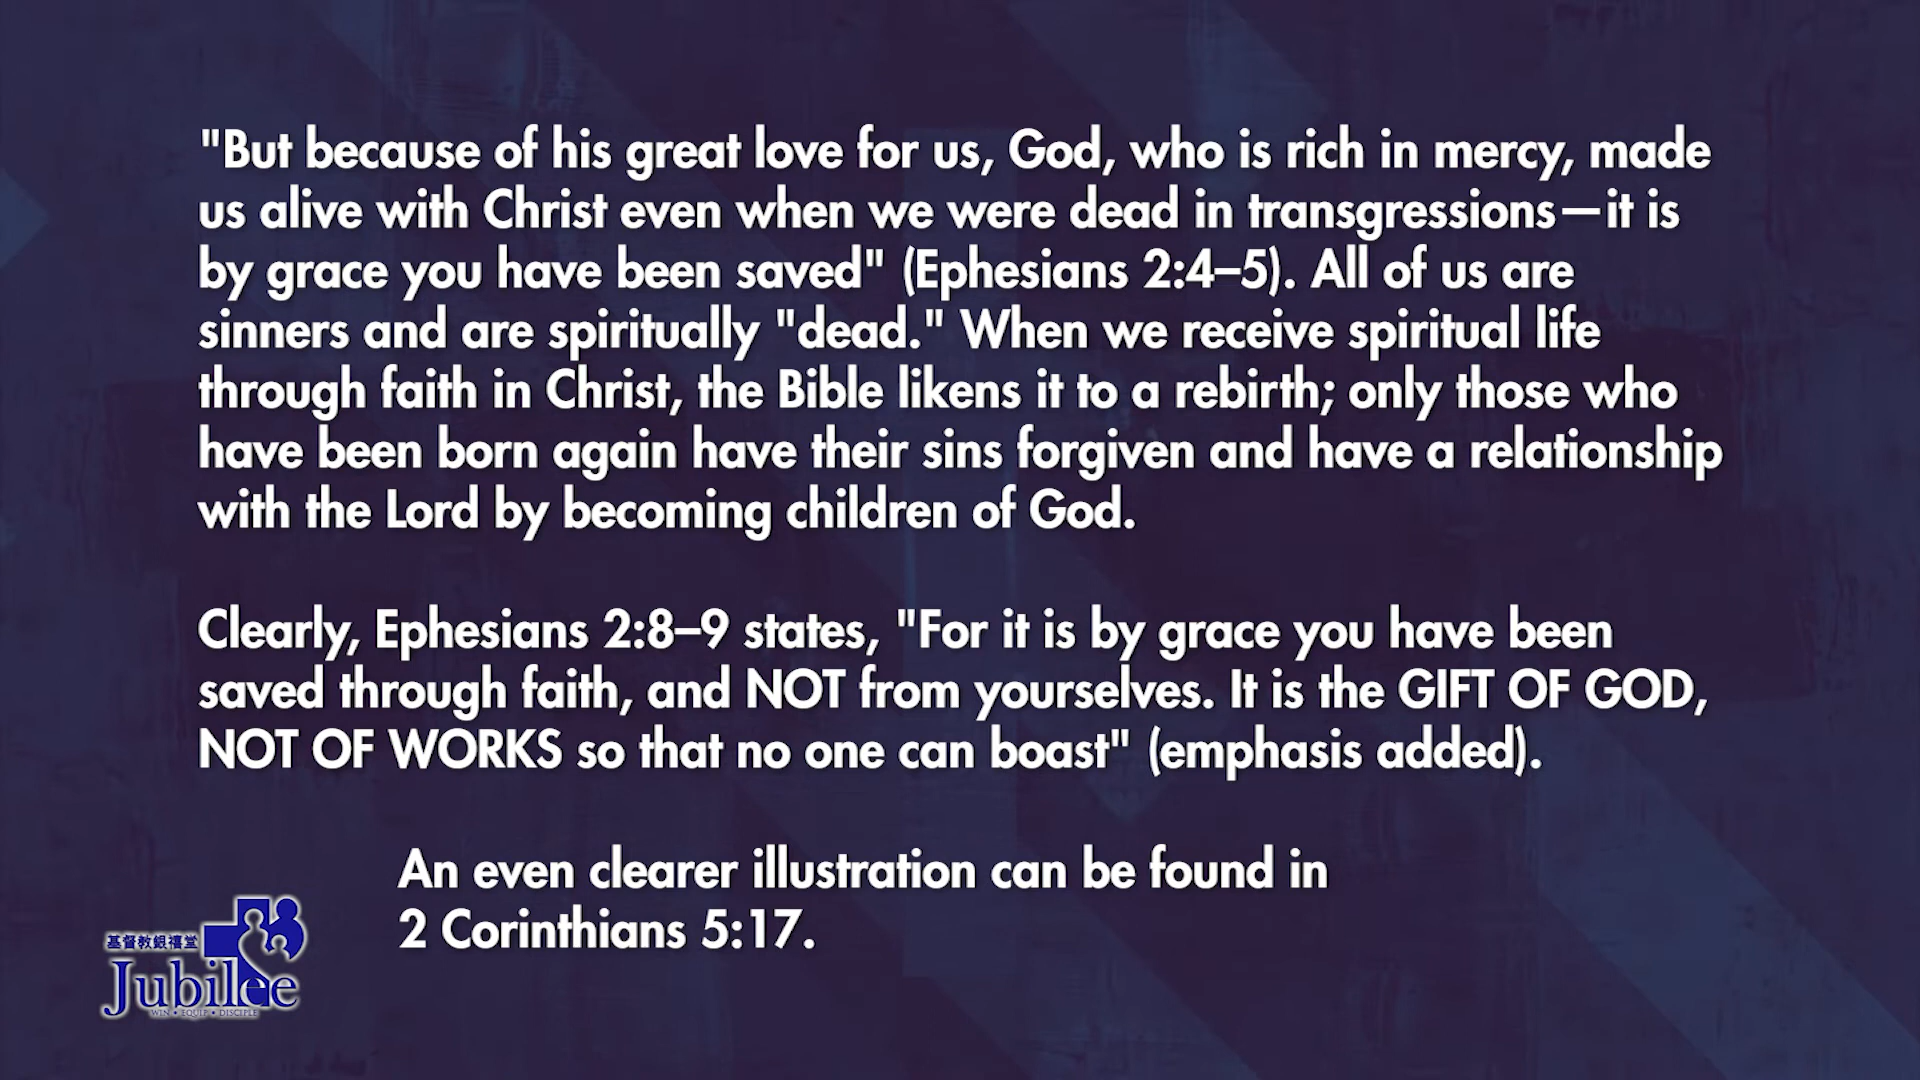 "But because of his great love for us, God, who is rich in mercy, made
us alive with Christ even when we were dead in transgressions—it is
by grace you have been saved" (Ephesians 2:4–5). All of us are
sinners and are spiritually "dead." When we receive spiritual life
through faith in Christ, the Bible likens it to a rebirth; only those who
have been born again have their sins forgiven and have a relationship
with the Lord by becoming children of God.
Clearly, Ephesians 2:8–9 states, "For it is by grace you have been
saved through faith, and NOT from yourselves. It is the GIFT OF GOD,
NOT OF WORKS so that no one can boast" (emphasis added).
An even clearer illustration can be found in
2 Corinthians 5:17.
基督教銀禧堂
Jubilee
WIN • EQUIP • DISCIPLE